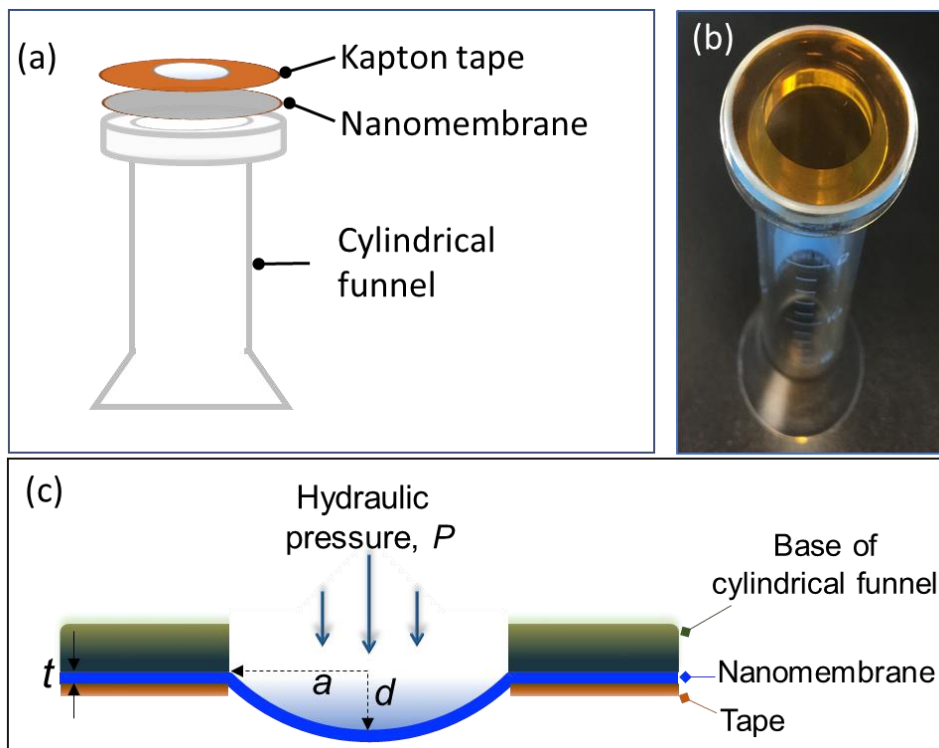 (a)
Kapton tape
Nanomembrane
Cylindrical
funnel
(b)
(c)
Hydraulic
pressure, P
Base of
cylindrical funnel
t
a
d
Nanomembrane
Tape